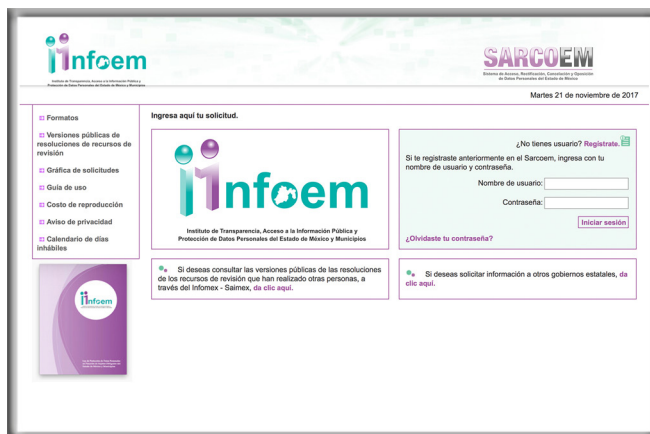 infoem
Instituto de Transparencia, Acceso a la Información Pública y
Protección de Datos Personales del Estado de México y Municipios
SARCOEM
Sistema de Acceso, Rectificación, Cancelación y Oposición
de Datos Personales del Estado de México
Martes 21 de noviembre de 2017
Formatos
Versiones públicas de
resoluciones de recursos de
revisión
Gráfica de solicitudes
Guía de uso
Costo de reproducción
Aviso de privacidad
Calendario de días
inhábiles
infoem
Ingresa aquí tu solicitud.
infoem
Instituto de Transparencia, Acceso a la Información Pública y
Protección de Datos Personales del Estado de México y Municipios
¿No tienes usuario? Regístrate.
Si te registraste anteriormente en el Sarcoem, ingresa con tu
nombre de usuario y contraseña.
Nombre de usuario:
Contraseña:
Iniciar sesión
¿Olvidaste tu contraseña?
Si deseas consultar las versiones públicas de las resoluciones
de los recursos de revisión que han realizado otras personas, a
través del Infomex - Saimex, da clic aquí.
Si deseas solicitar información a otros gobiernos estatales, da
clic aquí.